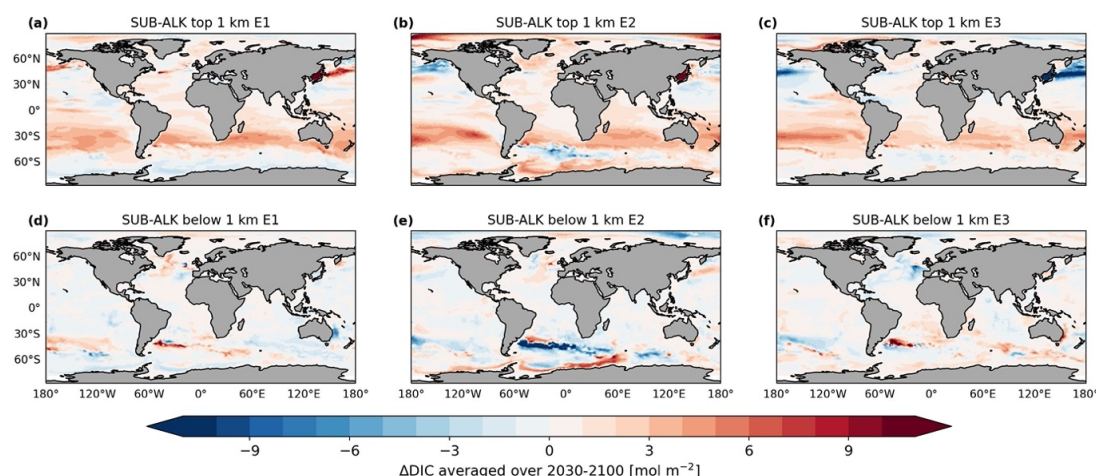 (a) SUB-ALK top 1 km E1
(b) SUB-ALK top 1 km E2
(c) SUB-ALK top 1 km E3
60°N
30°N
0°
30°S
60°S
(d) SUB-ALK below 1 km E1
(e) SUB-ALK below 1 km E2
(f) SUB-ALK below 1 km E3
60°N
30°N
0°
30°S
60°S
180° 120°W 60°W 0° 60°E 120°E 180° 120°W 60°W 0° 60°E 120°E 180° 120°W 60°W 0° 60°E 120°E 180°
−9 −6 −3 0 3 6 9
ΔDIC averaged over 2030-2100 [mol m⁻²]